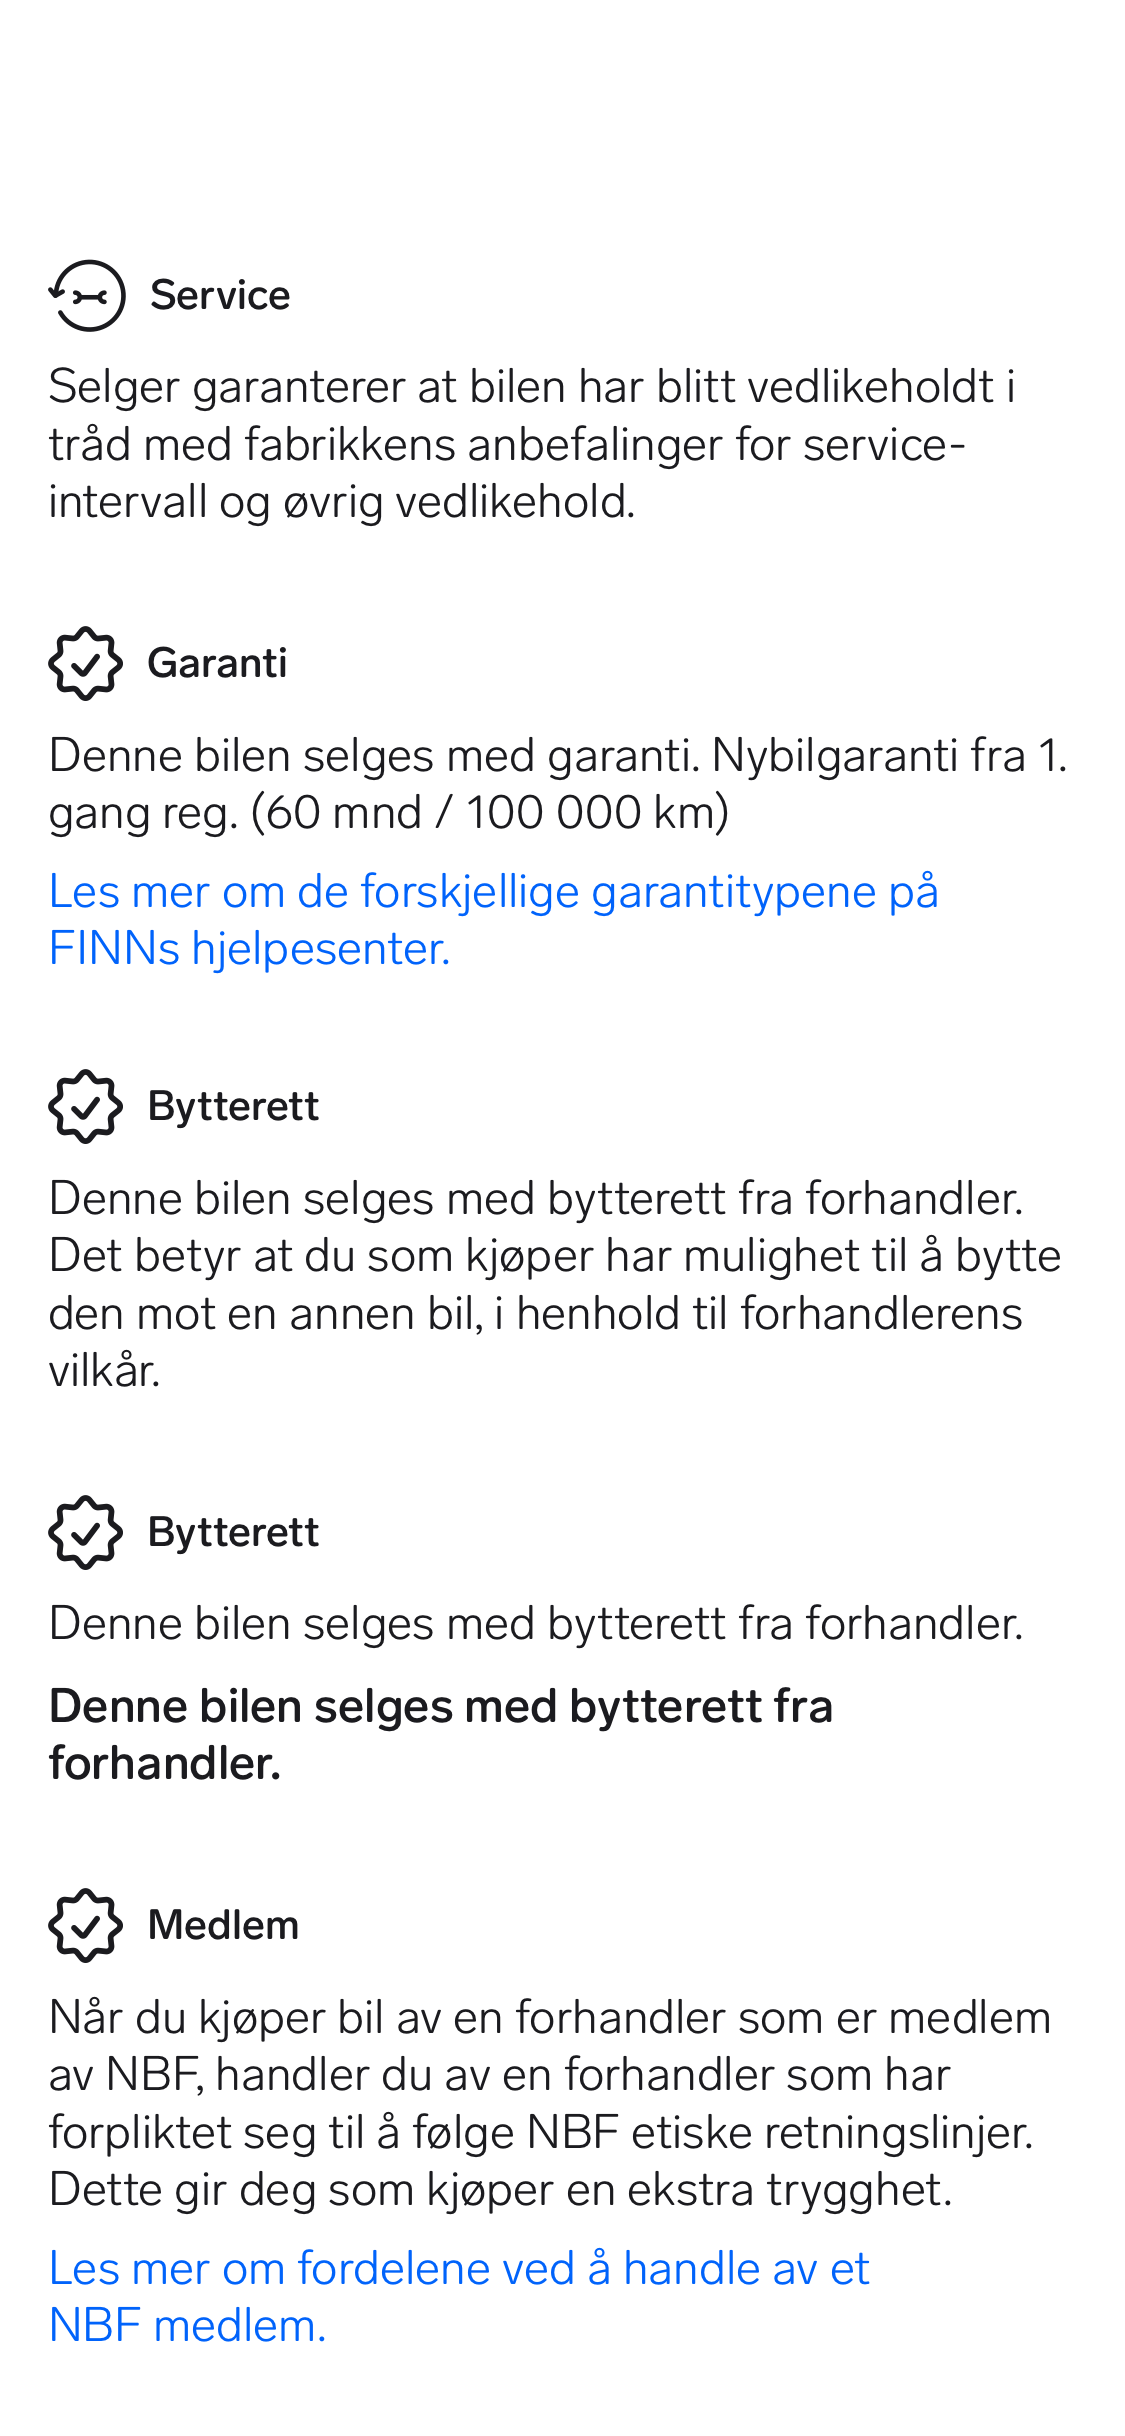 Service
Selger garanterer at bilen har blitt vedlikeholdt i
tråd med fabrikkens anbefalinger for service-
intervall og øvrig vedlikehold.
Garanti
Denne bilen selges med garanti. Nybilgaranti fra 1.
gang reg. (60 mnd / 100 000 km)
Les mer om de forskjellige garantitypene på
FINNs hjelpesenter.
Bytterett
Denne bilen selges med bytterett fra forhandler.
Det betyr at du som kjøper har mulighet til å bytte
den mot en annen bil, i henhold til forhandlerens
vilkår.
Bytterett
Denne bilen selges med bytterett fra forhandler.
Denne bilen selges med bytterett fra
forhandler.
Medlem
Når du kjøper bil av en forhandler som er medlem
av NBF, handler du av en forhandler som har
forpliktet seg til å følge NBF etiske retningslinjer.
Dette gir deg som kjøper en ekstra trygghet.
Les mer om fordelene ved å handle av et
NBF medlem.